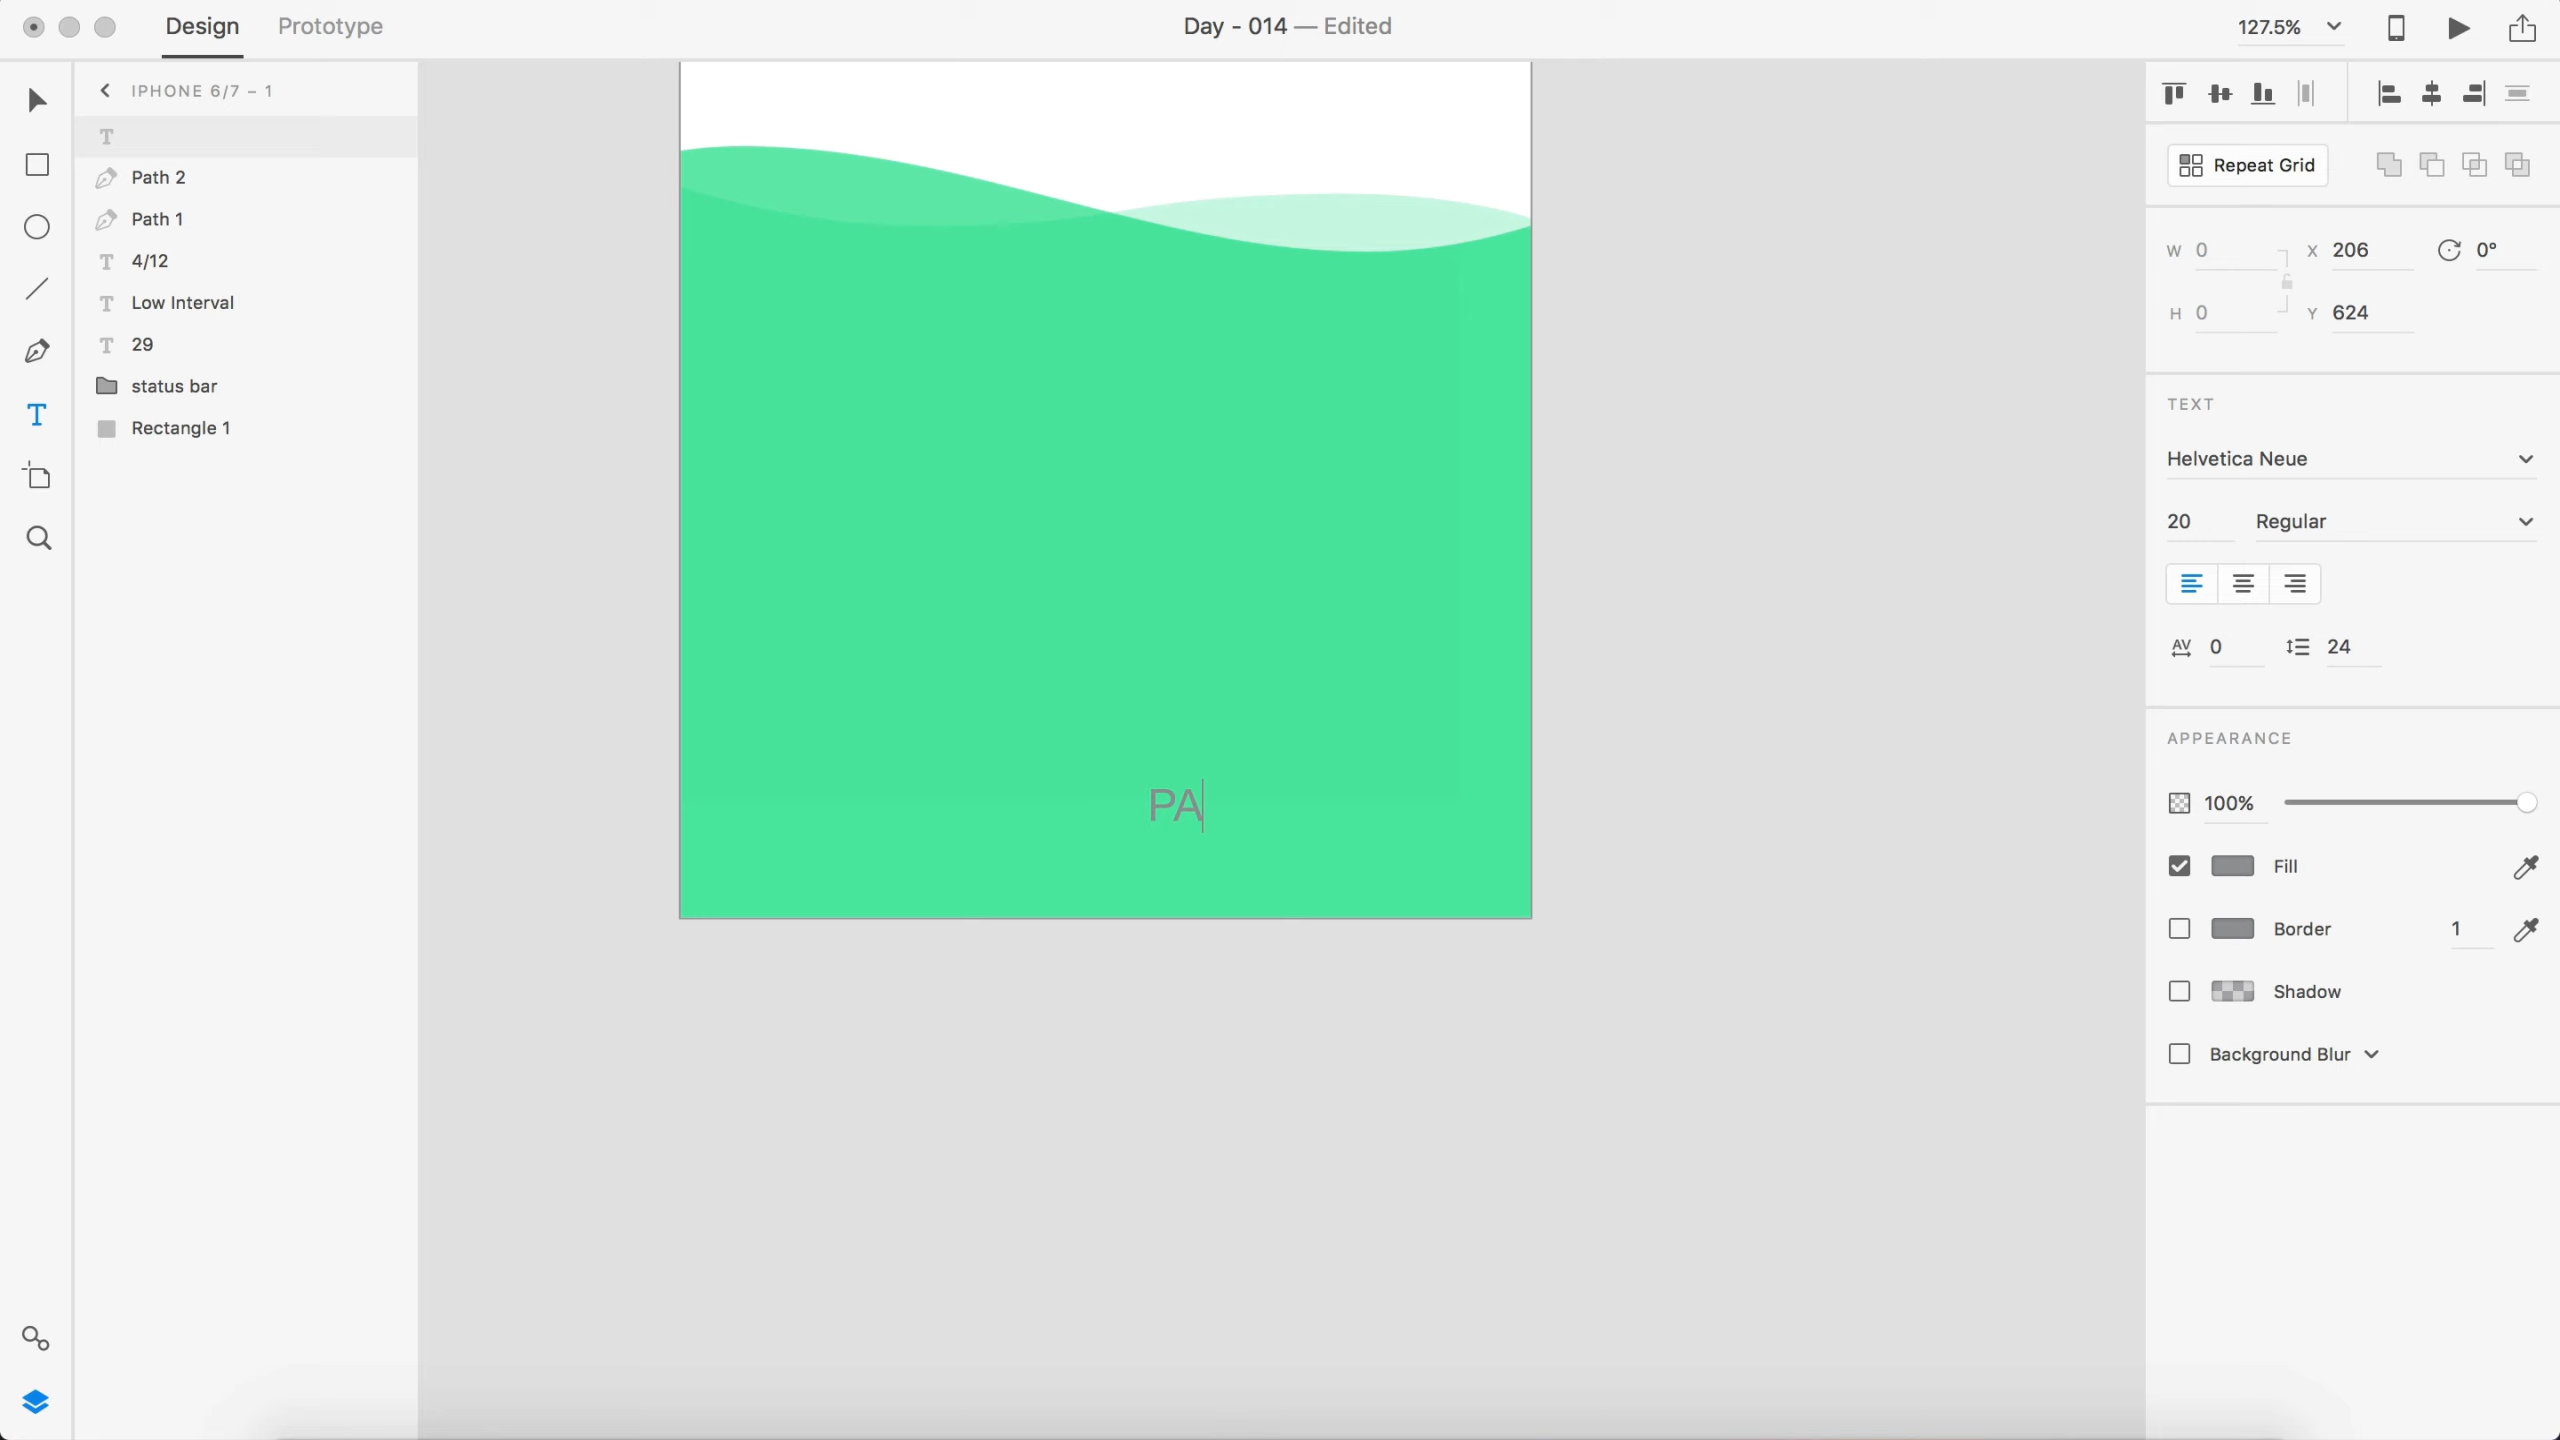 Design Prototype Day - 014 — Edited 127.5%
IPHONE 6/7 – 1
Path 2
Path 1
4/12
Low Interval
29
status bar
Rectangle 1
PA
Repeat Grid
W 0 X 206 0°
H 0 Y 624
TEXT
Helvetica Neue
20 Regular
AV 0 24
APPEARANCE
100%
Fill
Border 1
Shadow
Background Blur